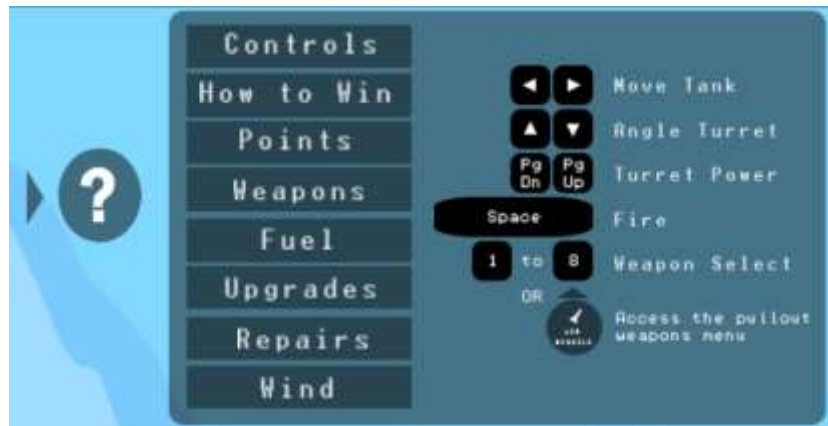 Controls
How to Win
Points
Weapons
Fuel
Upgrades
Repairs
Wind
?
Move Tank
Angle Turret
Pg Dn Pg Up Turret Power
Space Fire
1 to 8 Weapon Select
OR
Access the pullout
weapons menu